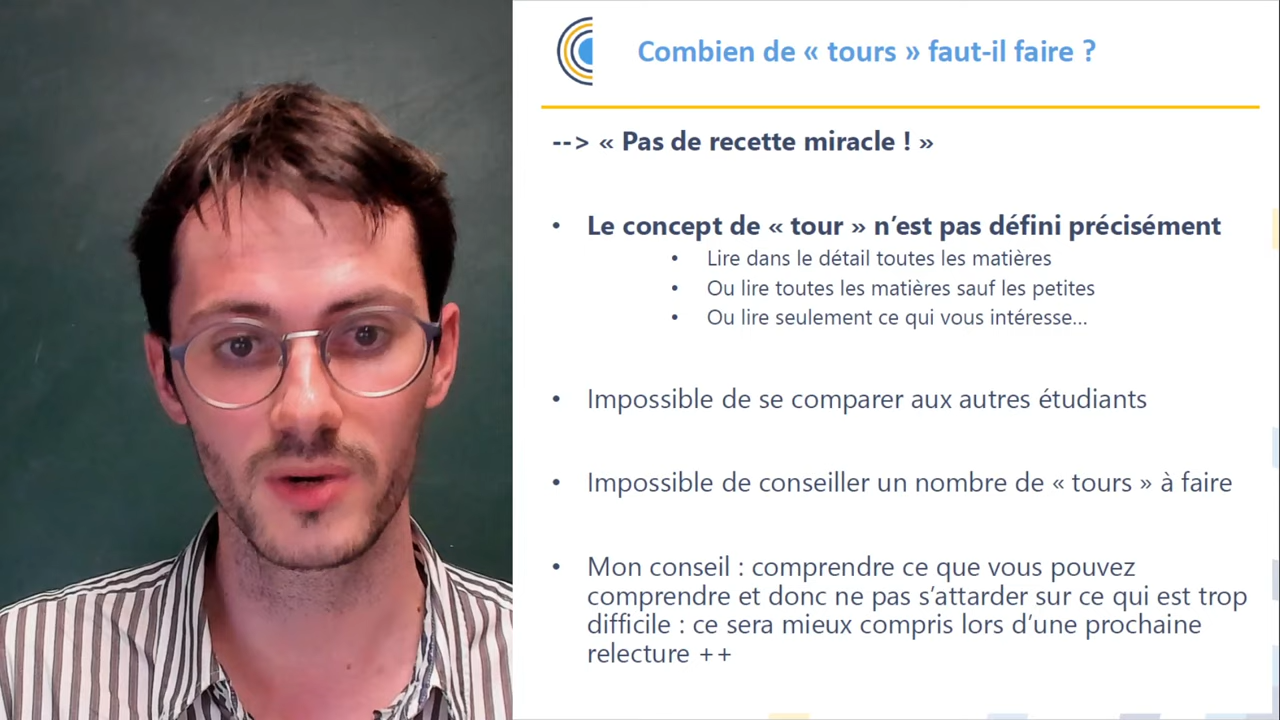 Combien de « tours » faut-il faire ?
--> « Pas de recette miracle ! »
• Le concept de « tour » n’est pas défini précisément
• Lire dans le détail toutes les matières
• Ou lire toutes les matières sauf les petites
• Ou lire seulement ce qui vous intéresse...
• Impossible de se comparer aux autres étudiants
• Impossible de conseiller un nombre de « tours » à faire
• Mon conseil : comprendre ce que vous pouvez
comprendre et donc ne pas s’attarder sur ce qui est trop
difficile : ce sera mieux compris lors d’une prochaine
relecture ++